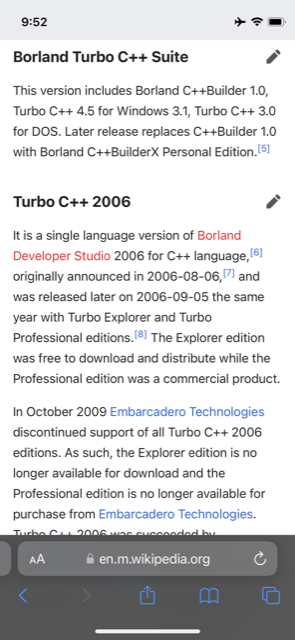 9:52
Borland Turbo C++ Suite
This version includes Borland C++Builder 1.0,
Turbo C++ 4.5 for Windows 3.1, Turbo C++ 3.0
for DOS. Later release replaces C++Builder 1.0
with Borland C++BuilderX Personal Edition.[5]
Turbo C++ 2006
It is a single language version of Borland
Developer Studio 2006 for C++ language,[6]
originally announced in 2006-08-06,[7] and
was released later on 2006-09-05 the same
year with Turbo Explorer and Turbo
Professional editions.[8] The Explorer edition
was free to download and distribute while the
Professional edition was a commercial product.
In October 2009 Embarcadero Technologies
discontinued support of all Turbo C++ 2006
editions. As such, the Explorer edition is no
longer available for download and the
Professional edition is no longer available for
purchase from Embarcadero Technologies.
Turbo C++ 2006 was succeeded by
AA en.m.wikipedia.org